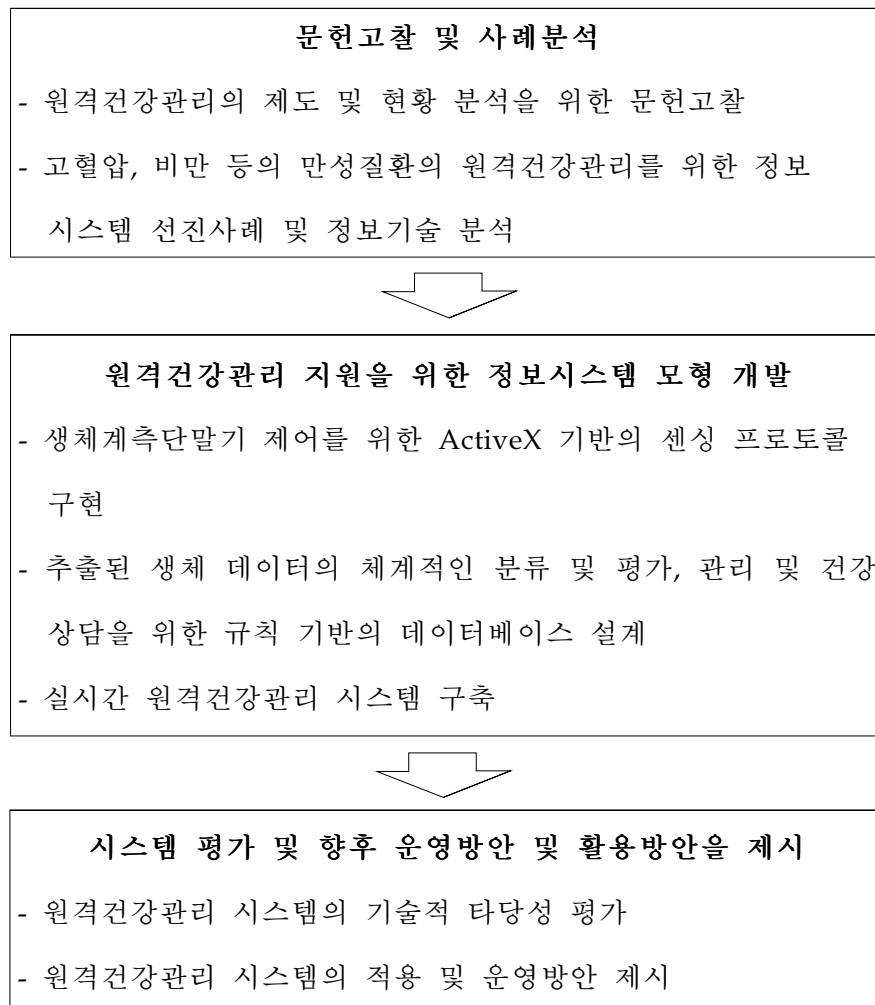 문헌고찰 및 사례분석
- 원격건강관리의 제도 및 현황 분석을 위한 문헌고찰
- 고혈압, 비만 등의 만성질환의 원격건강관리를 위한 정보
시스템 선진사례 및 정보기술 분석
원격건강관리 지원을 위한 정보시스템 모형 개발
- 생체계측단말기 제어를 위한 ActiveX 기반의 센싱 프로토콜
구현
- 추출된 생체 데이터의 체계적인 분류 및 평가, 관리 및 건강
상담을 위한 규칙 기반의 데이터베이스 설계
- 실시간 원격건강관리 시스템 구축
시스템 평가 및 향후 운영방안 및 활용방안을 제시
- 원격건강관리 시스템의 기술적 타당성 평가
- 원격건강관리 시스템의 적용 및 운영방안 제시